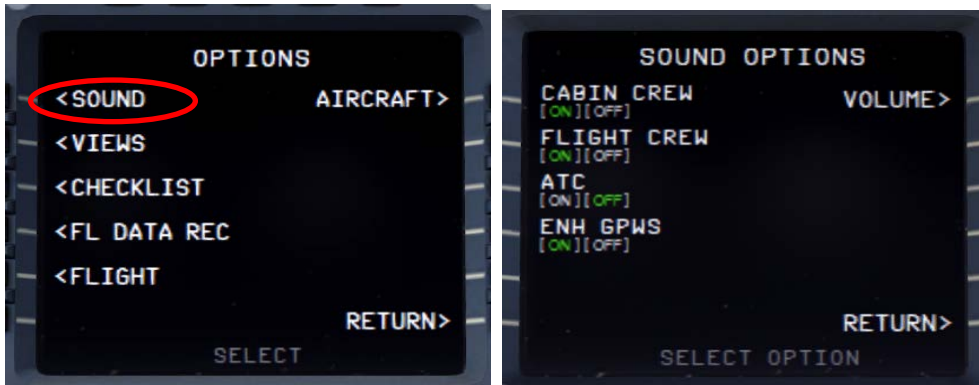 OPTIONS
<SOUND AIRCRAFT>
<VIEWS
<CHECKLIST
<FL DATA REC
<FLIGHT
RETURN>
SELECT
SOUND OPTIONS
CABIN CREW VOLUME>
[ON][OFF]
FLIGHT CREW
[ON][OFF]
ATC
[ON][OFF]
ENH GPWS
[ON][OFF]
RETURN>
SELECT OPTION